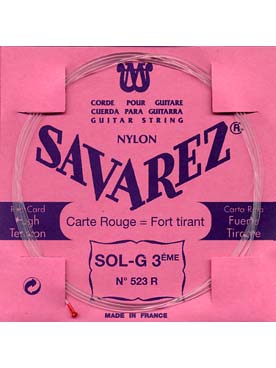 CORDE POUR GUITARE
CUERDA PARA GUITARRA
GUITAR STRING
NYLON
SAVAREZ®
Red Card
High
Tension
Carte Rouge = Fort tirant
Carta Roja
Fuerte
Tirante
SOL-G 3ÈME
N° 523 R
CE
MADE IN FRANCE